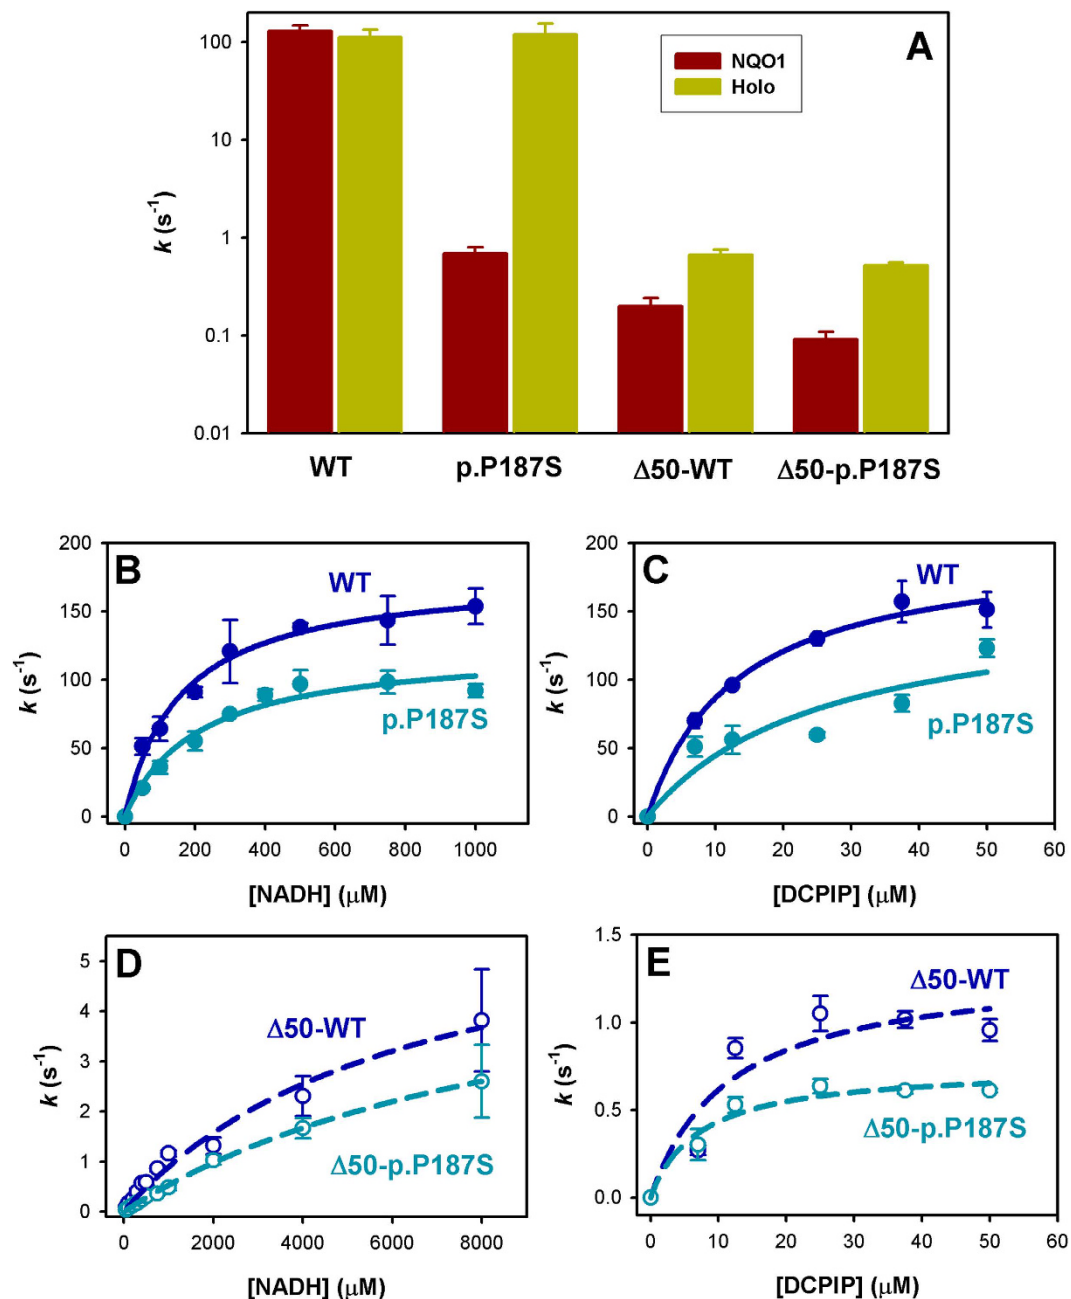 A
NQO1
Holo
100
10
1
0.1
0.01
k (s⁻¹)
WT p.P187S Δ50-WT Δ50-p.P187S
B
WT
p.P187S
200
150
100
50
0
k (s⁻¹)
0 200 400 600 800 1000
[NADH] (μM)
C
WT
p.P187S
200
150
100
50
0
k (s⁻¹)
0 10 20 30 40 50 60
[DCPIP] (μM)
D
Δ50-WT
Δ50-p.P187S
5
4
3
2
1
0
k (s⁻¹)
0 2000 4000 6000 8000
[NADH] (μM)
E
Δ50-WT
Δ50-p.P187S
1.5
1.0
0.5
0.0
k (s⁻¹)
0 10 20 30 40 50 60
[DCPIP] (μM)